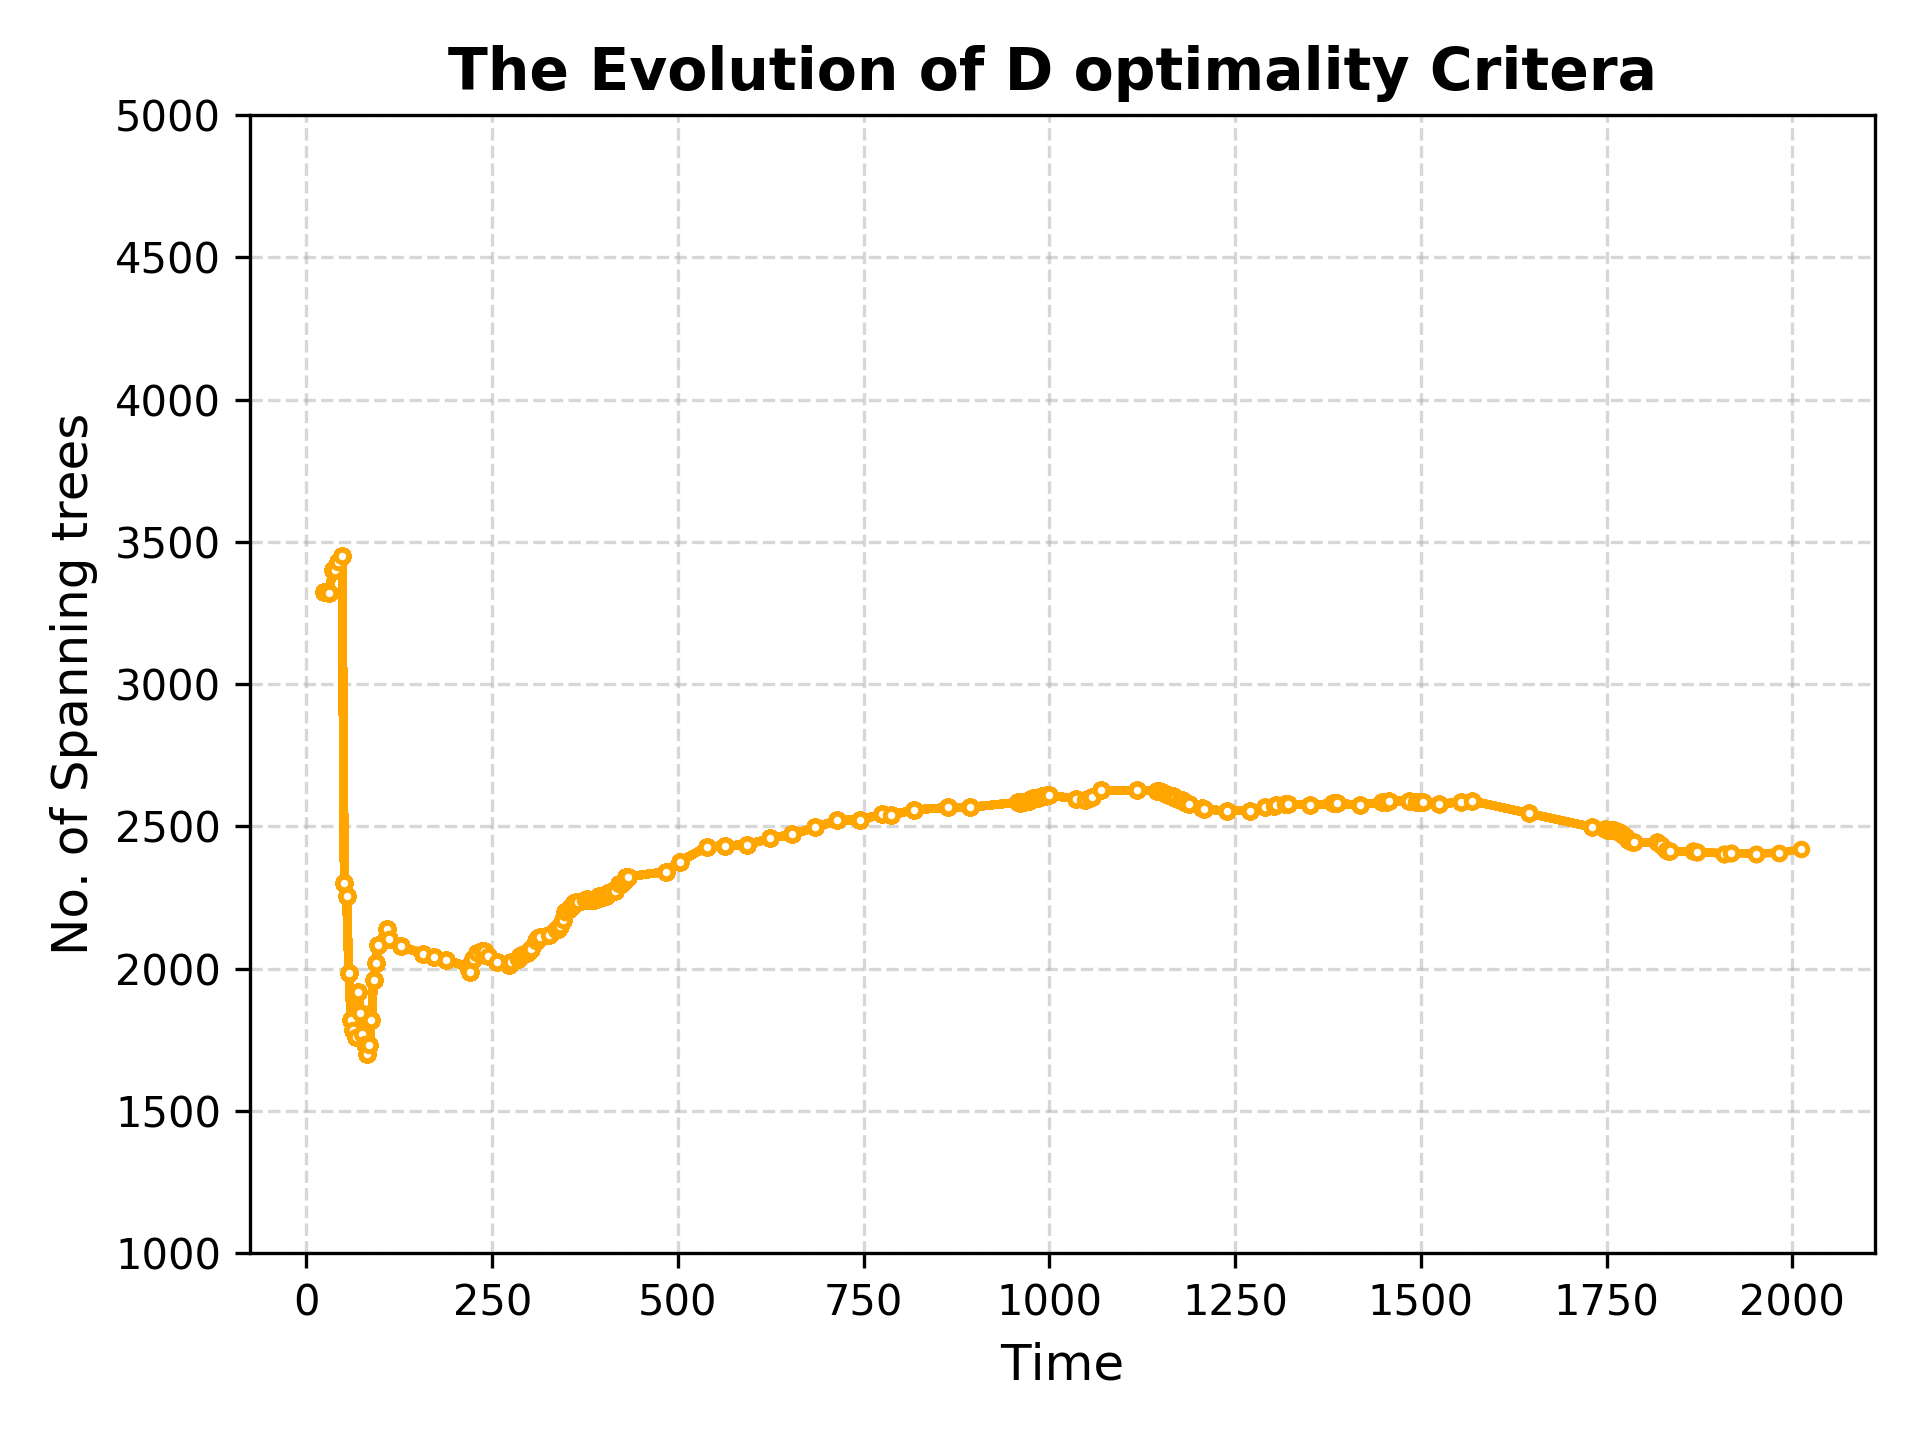 The Evolution of D optimality Critera
5000
4500
4000
3500
3000
2500
2000
1500
1000
No. of Spanning trees
0 250 500 750 1000 1250 1500 1750 2000
Time